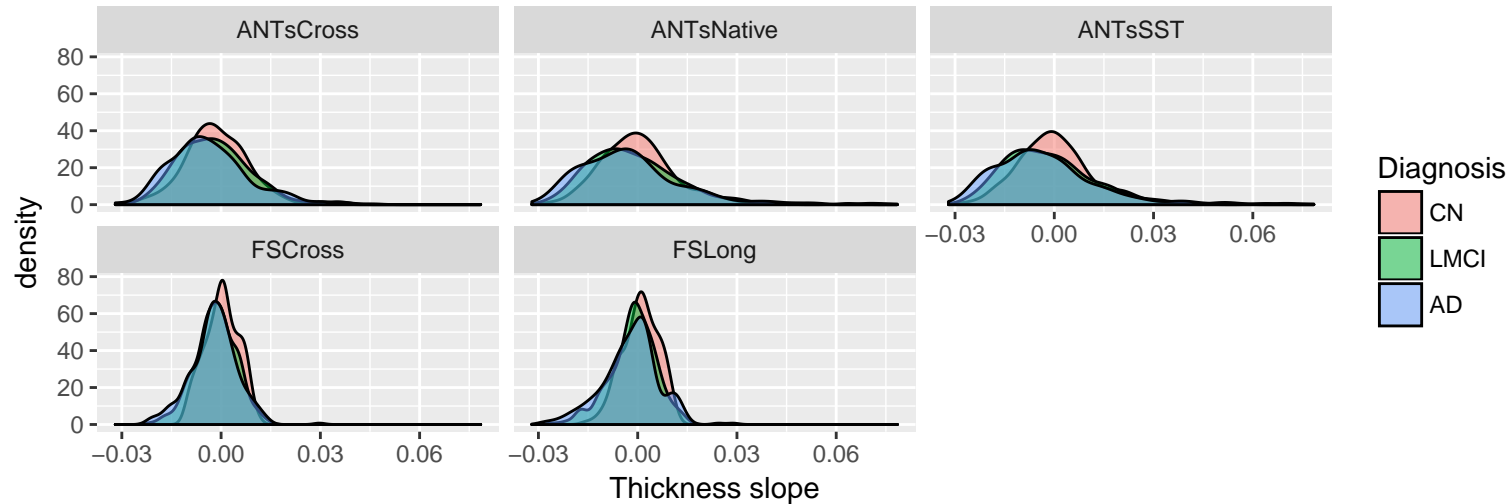 ANTsCross ANTsNative ANTsSST
80
60
40
20
0
−0.03 0.00 0.03 0.06
FSCross FSLong
80
60
40
20
0
−0.03 0.00 0.03 0.06 −0.03 0.00 0.03 0.06
Thickness slope
density
Diagnosis
CN
LMCI
AD